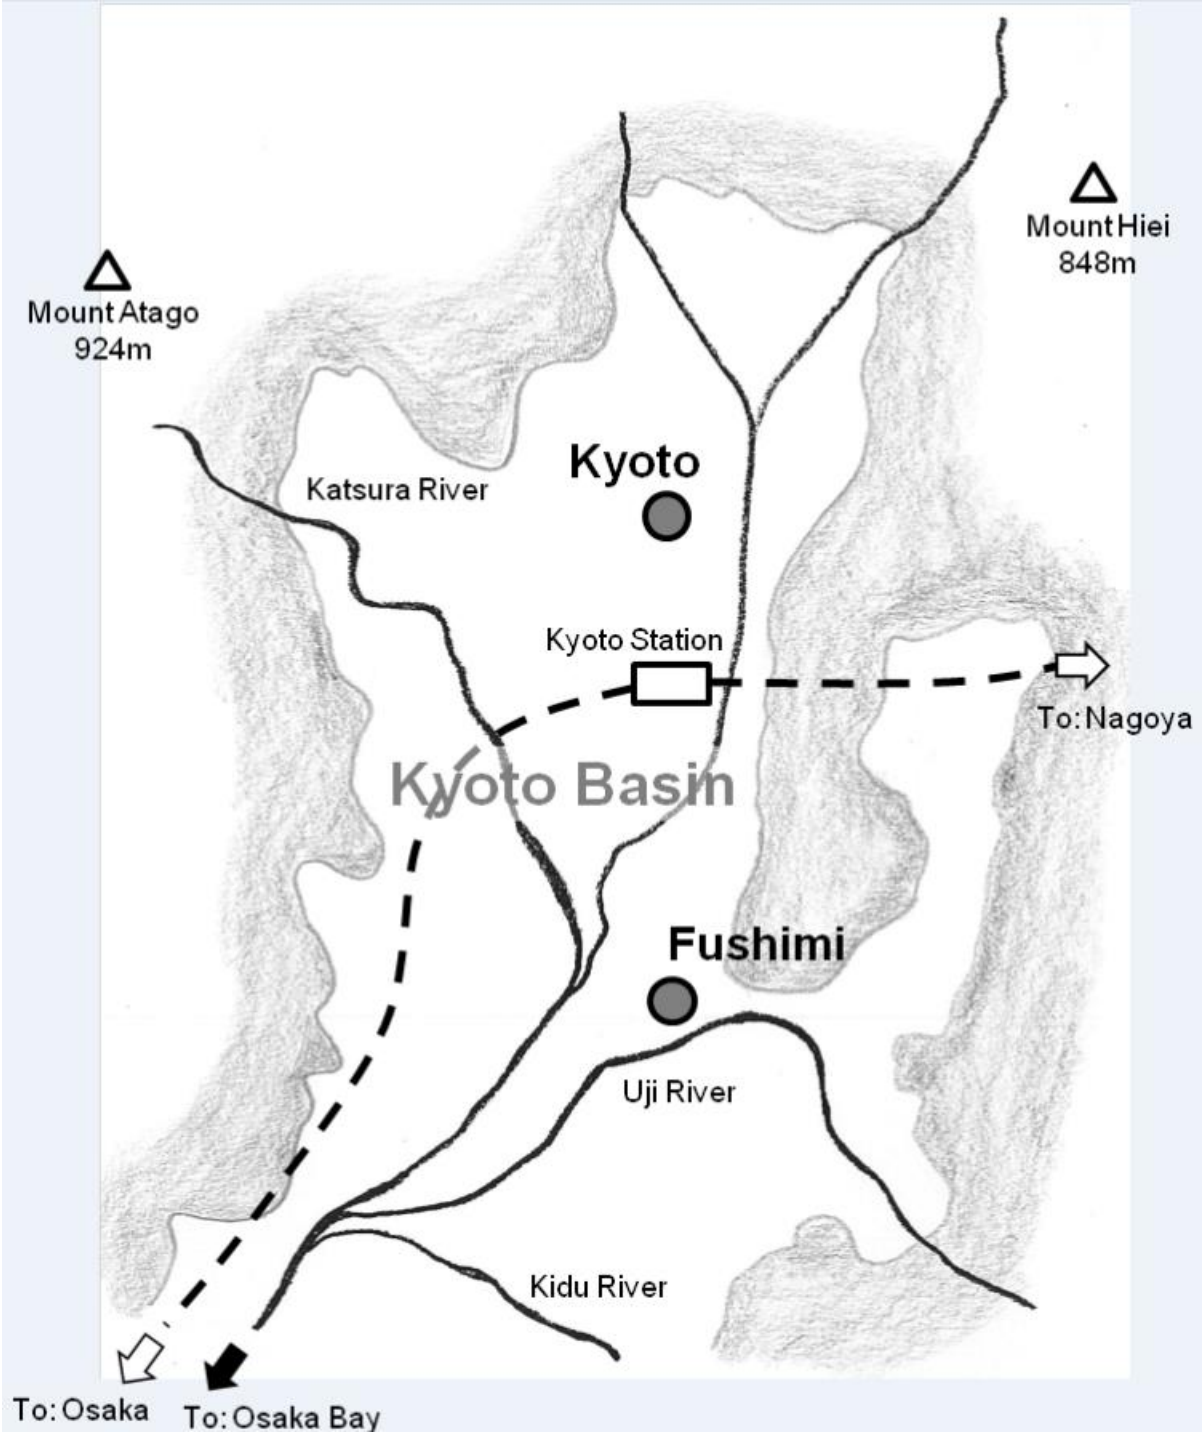 Mount Hiei
848m
Mount Atago
924m
Kyoto
Katsura River
Kyoto Station
To: Nagoya
Kyoto Basin
Fushimi
Uji River
Kidu River
To: Osaka
To: Osaka Bay